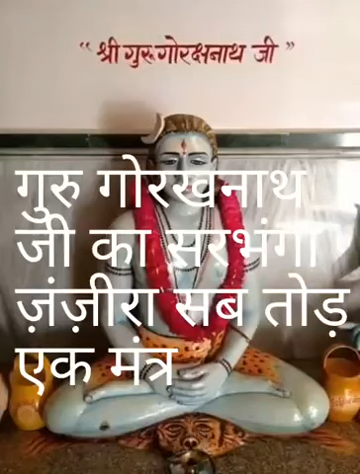 “ श्री गुरु गोरक्षनाथ जी ”
गुरु गोरखनाथ
जी का सरभंगा
ज़ंज़ीरा सब तोड़
एक मंत्र